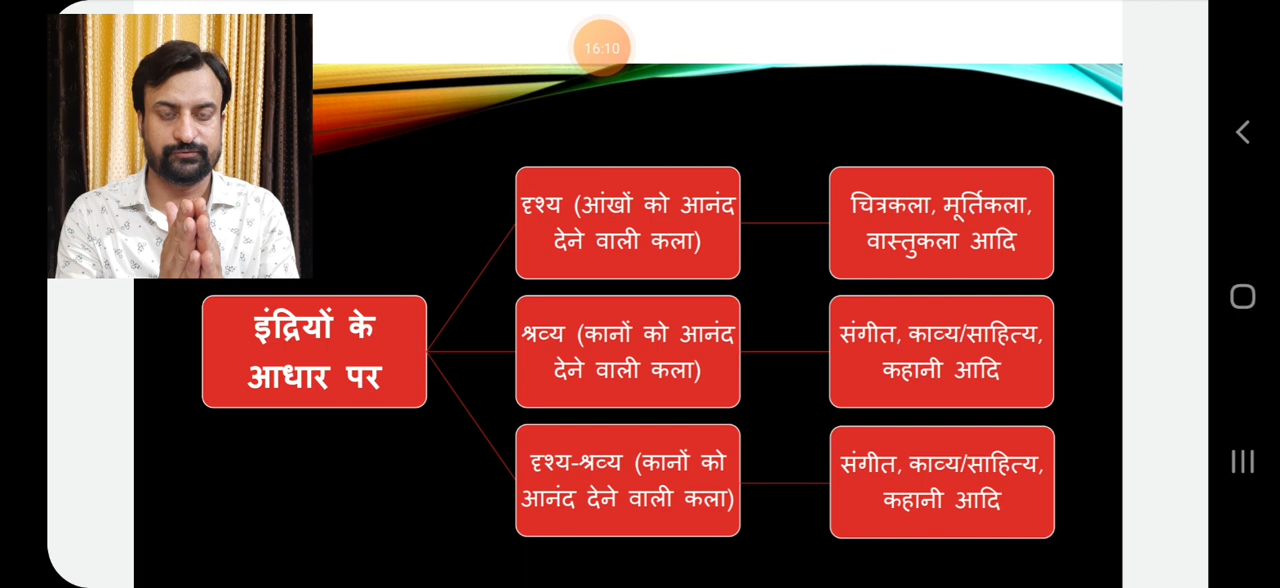 16:10
दृश्य (आंखों को आनंद
देने वाली कला)
चित्रकला, मूर्तिकला,
वास्तुकला आदि
इंद्रियों के
आधार पर
श्रव्य (कानों को आनंद
देने वाली कला)
संगीत, काव्य/साहित्य,
कहानी आदि
दृश्य-श्रव्य (कानों को
आनंद देने वाली कला)
संगीत, काव्य/साहित्य,
कहानी आदि